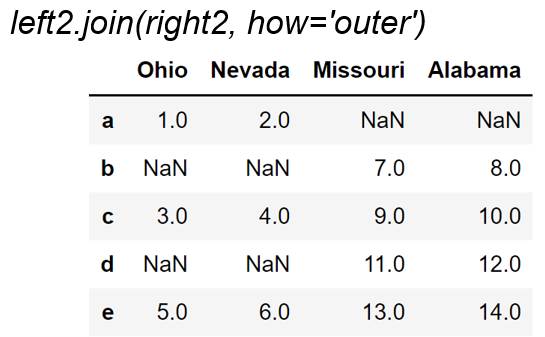 left2.join(right2, how='outer')
Ohio Nevada Missouri Alabama
a 1.0 2.0 NaN NaN
b NaN NaN 7.0 8.0
c 3.0 4.0 9.0 10.0
d NaN NaN 11.0 12.0
e 5.0 6.0 13.0 14.0